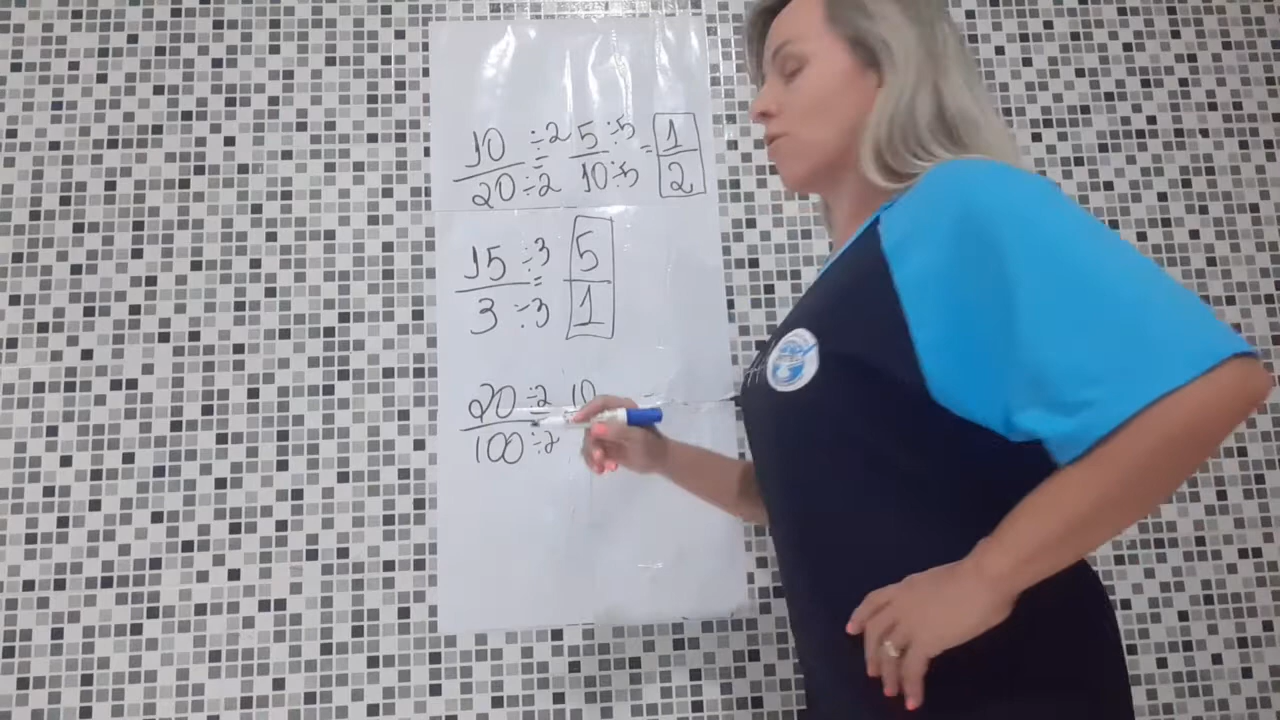 10/20 ÷2/÷2 = 5/10 ÷5/÷5 = 1/2
15/3 ÷3/÷3 = 5/1
20/100 ÷2/÷2 = 10